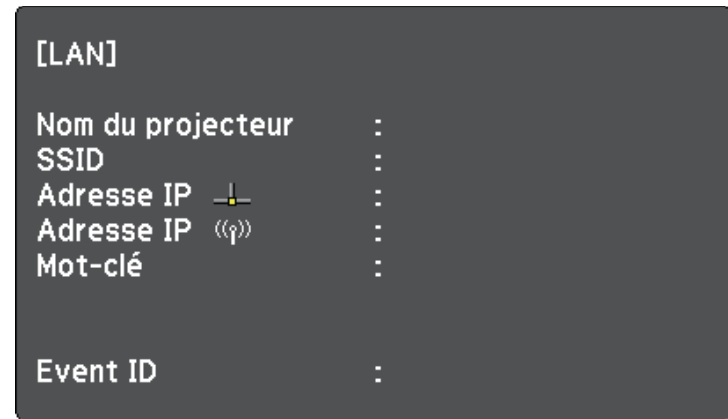 [LAN]
Nom du projecteur :
SSID :
Adresse IP :
Adresse IP :
Mot-clé :
Event ID :